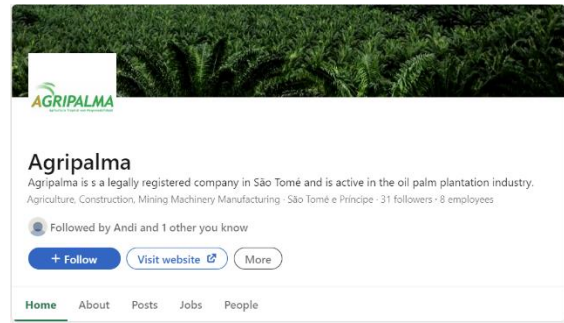 AGRIPALMA
Agripalma
Agripalma is s a legally registered company in São Tomé and is active in the oil palm plantation industry.
Agriculture, Construction, Mining Machinery Manufacturing · São Tomé e Príncipe · 31 followers · 8 employees
Followed by Andi and 1 other you know
+ Follow
Visit website
More
Home
About
Posts
Jobs
People